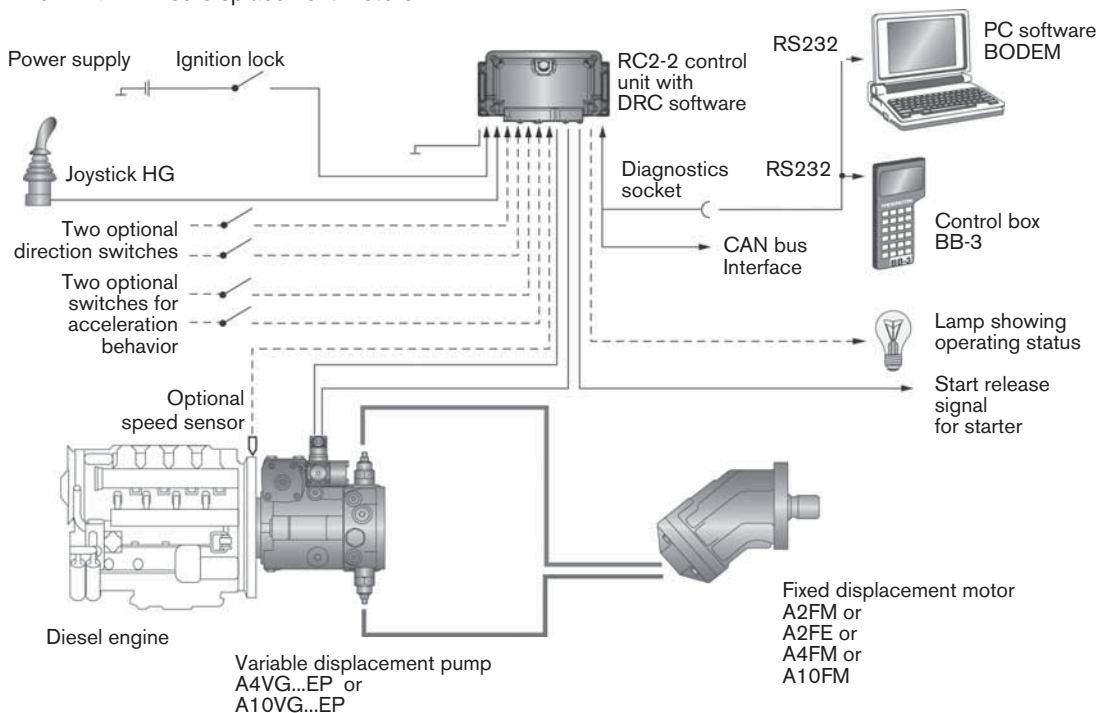 Power supply
Ignition lock
RC2-2 control
unit with
DRC software
RS232
PC software
BODEM
Joystick HG
Diagnostics
socket
RS232
Control box
BB-3
BB-3
Two optional
direction switches
CAN bus
Interface
Two optional
switches for
acceleration
behavior
Lamp showing
operating status
Optional
speed sensor
Start release
signal
for starter
Diesel engine
Variable displacement pump
A4VG...EP or
A10VG...EP
Fixed displacement motor
A2FM or
A2FE or
A4FM or
A10FM